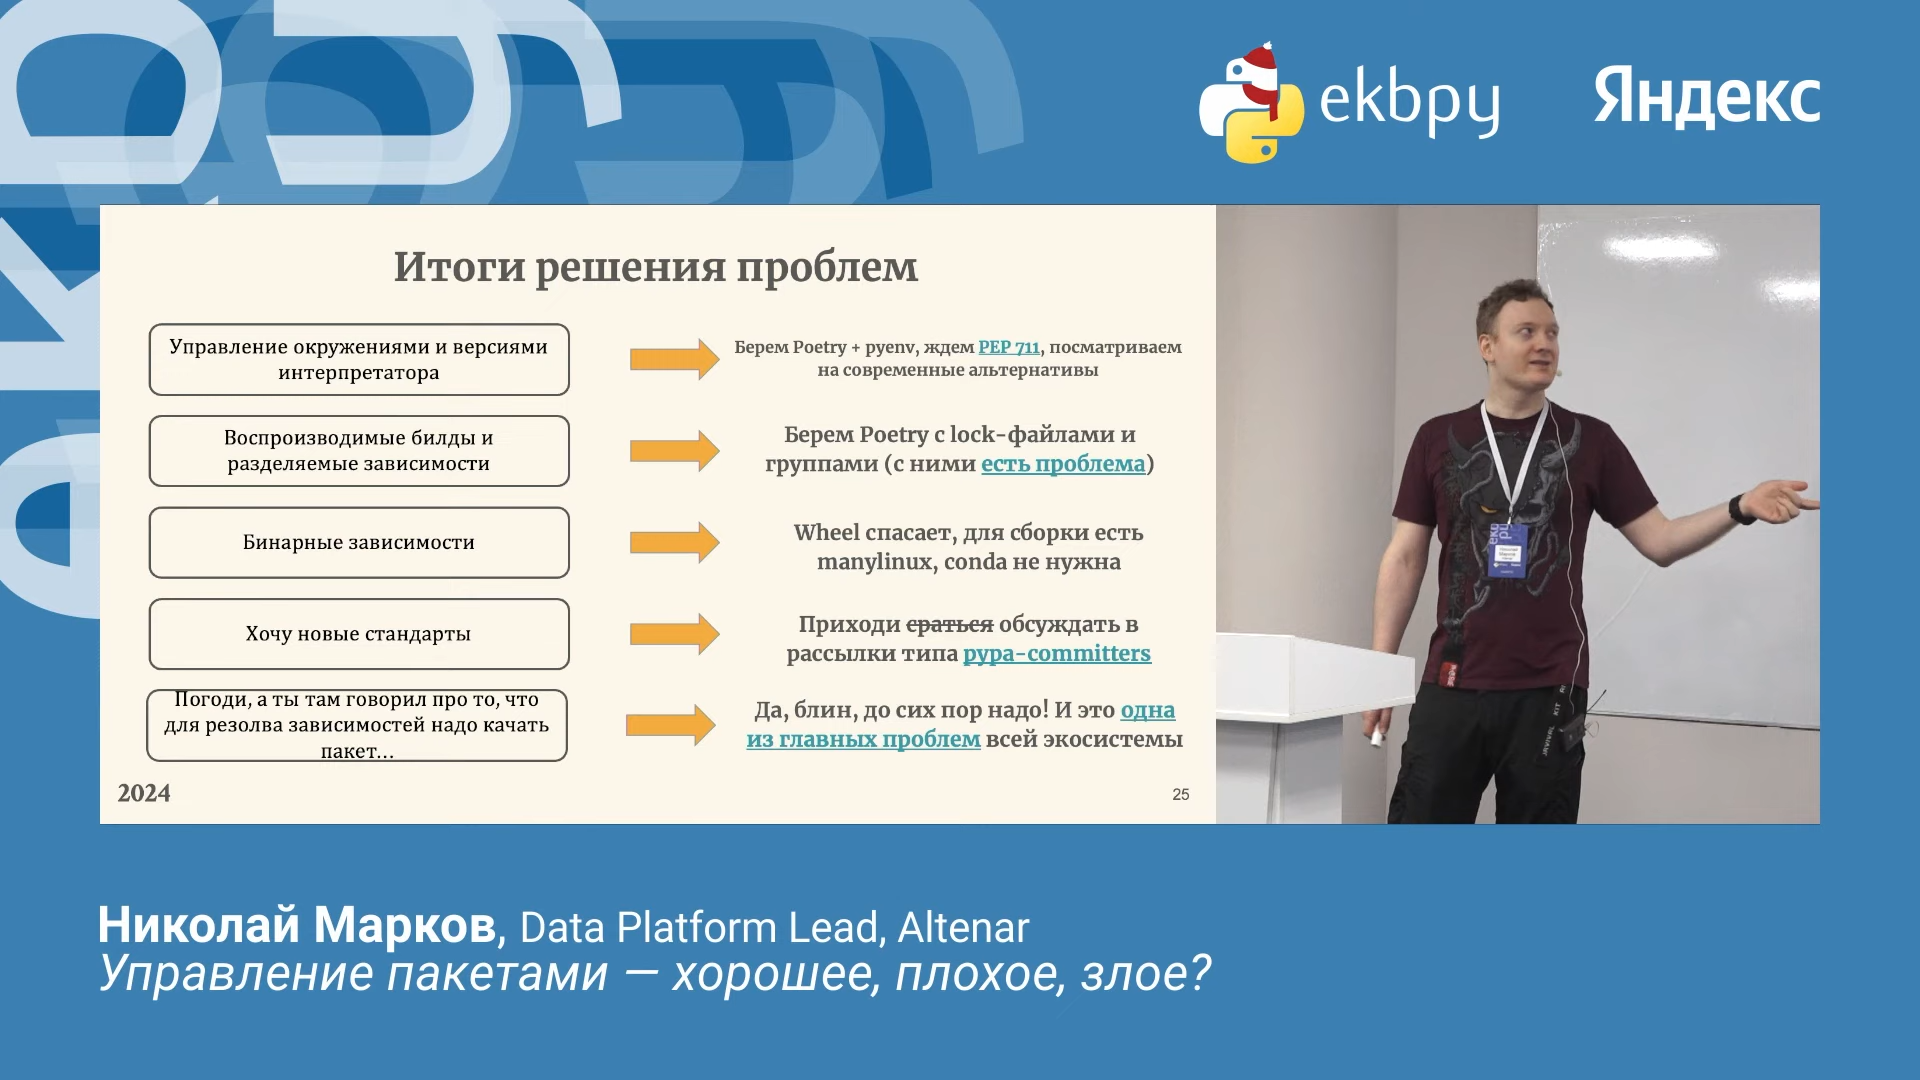 ekbpy
Яндекс
Итоги решения проблем
Управление окружениями и версиями
интерпретатора
Берем Poetry + pyenv, ждем PEP 711, посматриваем
на современные альтернативы
Воспроизводимые билды и
разделяемые зависимости
Берем Poetry с lock-файлами и
группами (с ними есть проблема)
Бинарные зависимости
Wheel спасает, для сборки есть
manylinux, conda не нужна
Хочу новые стандарты
Приходи сраться обсуждать в
рассылки типа pypa-committers
Погоди, а ты там говорил про то, что
для резолва зависимостей надо качать
пакет...
Да, блин, до сих пор надо! И это одна
из главных проблем всей экосистемы
2024
25
Николай Марков, Data Platform Lead, Altenar
Управление пакетами — хорошее, плохое, злое?